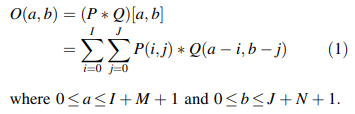 O(a, b) = (P * Q)[a, b]
= ∑_{i=0}^{I} ∑_{j=0}^{J} P(i,j) * Q(a − i, b − j) (1)
where 0 ≤ a ≤ I + M + 1 and 0 ≤ b ≤ J + N + 1.